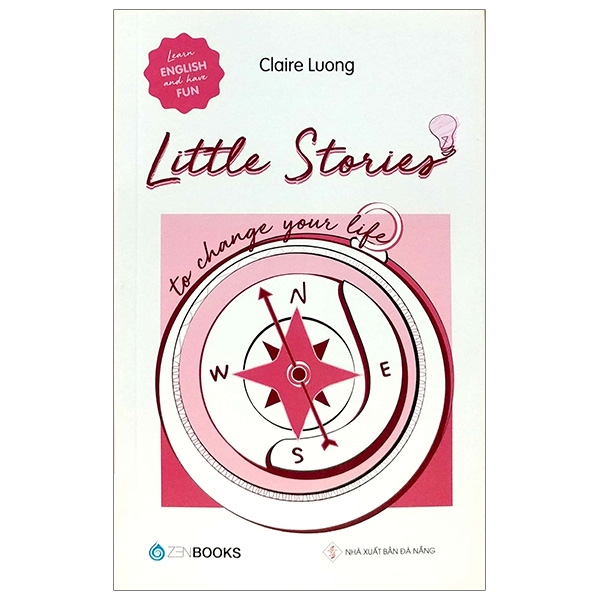 Learn
ENGLISH
and have
FUN
Claire Luong
Little Stories
to change your life
N
W
E
S
ZENBOOKS
NHÀ XUẤT BẢN ĐÀ NẴNG